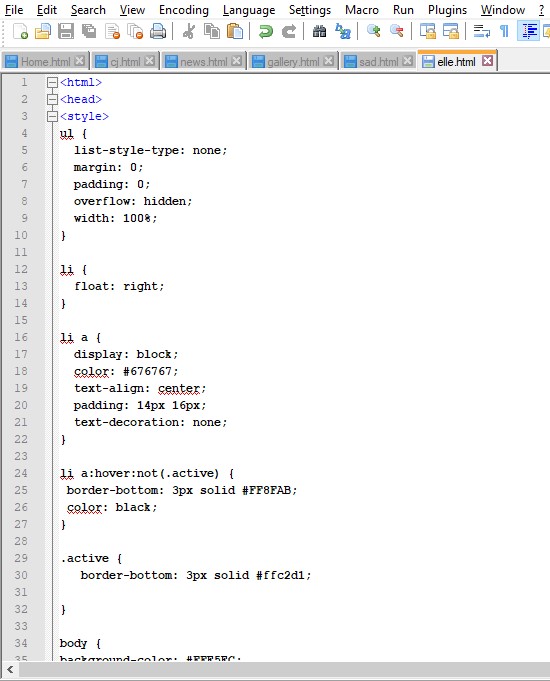 File Edit Search View Encoding Language Settings Macro Run Plugins Window ?
Home.html cj.html news.html gallery.html sad.html elle.html
1 <html>
2 <head>
3 <style>
4 ul {
5 list-style-type: none;
6 margin: 0;
7 padding: 0;
8 overflow: hidden;
9 width: 100%;
10 }
11
12 li {
13 float: right;
14 }
15
16 li a {
17 display: block;
18 color: #676767;
19 text-align: center;
20 padding: 14px 16px;
21 text-decoration: none;
22 }
23
24 li a:hover:not(.active) {
25 border-bottom: 3px solid #FF8FAB;
26 color: black;
27 }
28
29 .active {
30 border-bottom: 3px solid #ffc2d1;
31
32 }
33
34 body {
35 background-color: